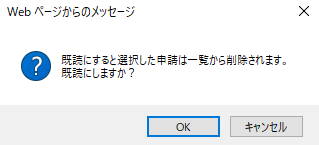 Web ページからのメッセージ
既読にすると選択した申請は一覧から削除されます。
既読にしますか？
OK
キャンセル